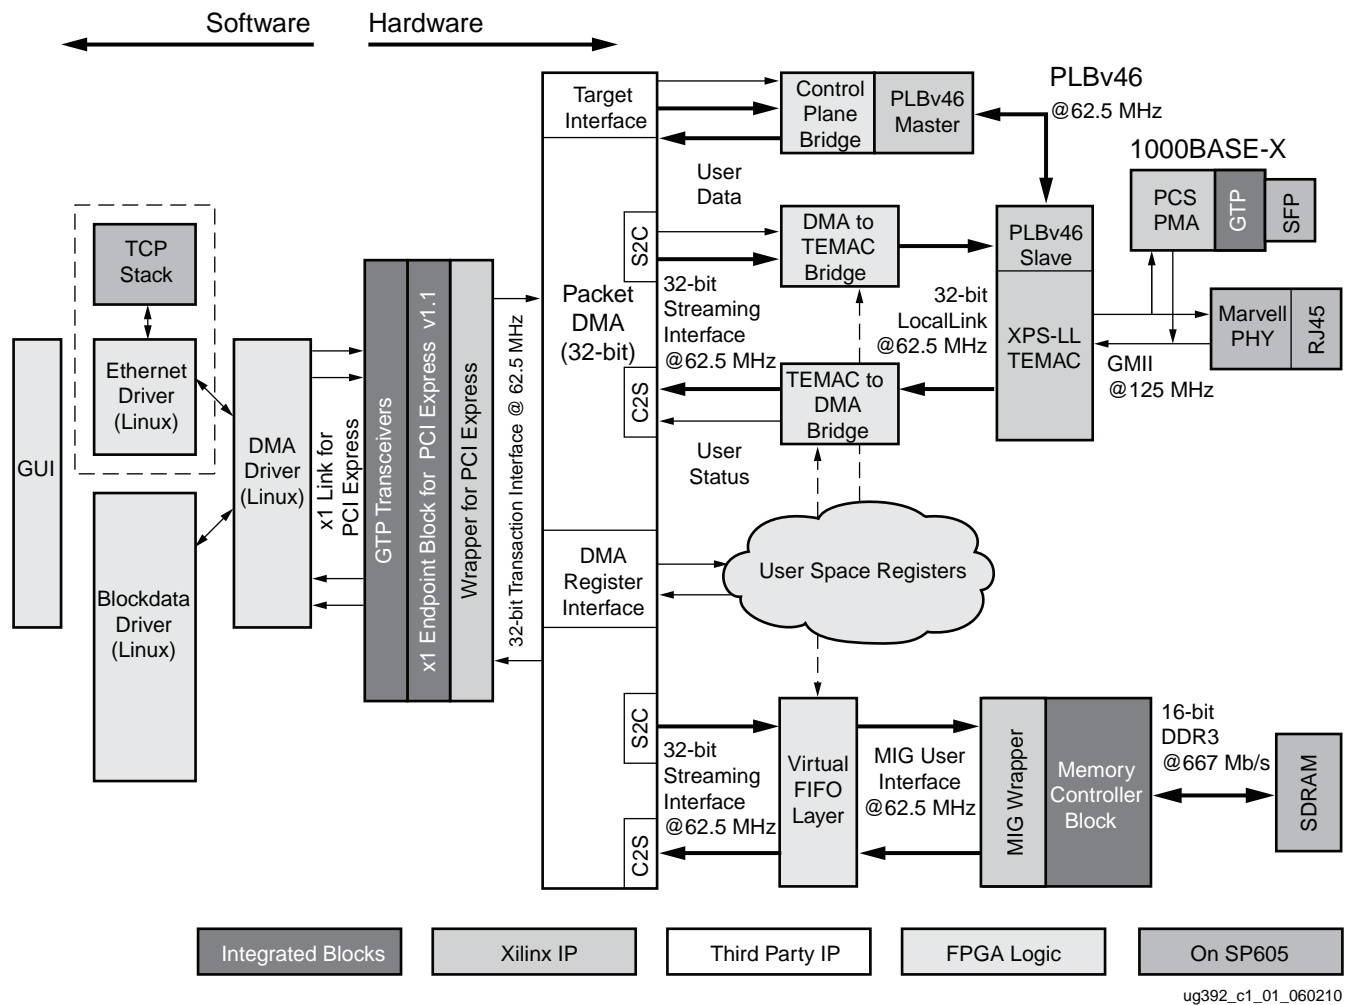 Software
Hardware
Target
Interface
Control
Plane
Bridge
PLBv46
Master
PLBv46
@62.5 MHz
1000BASE-X
PCS
PMA
GTP
SFP
User
Data
TCP
Stack
S2C
DMA to
TEMAC
Bridge
PLBv46
Slave
Packet
DMA
(32-bit)
32-bit
Streaming
Interface
@62.5 MHz
32-bit
LocalLink
@62.5 MHz
XPS-LL
TEMAC
Marvell
PHY
RJ45
GMII
@125 MHz
Ethernet
Driver
(Linux)
C2S
TEMAC to
DMA
Bridge
User
Status
GUI
DMA
Driver
(Linux)
x1 Link for
PCI Express
GTP Transceivers
x1 Endpoint Block for PCI Express v1.1
Wrapper for PCI Express
32-bit Transaction Interface @ 62.5 MHz
DMA
Register
Interface
User Space Registers
Blockdata
Driver
(Linux)
S2C
32-bit
Streaming
Interface
@62.5 MHz
C2S
Virtual
FIFO
Layer
MIG User
Interface
@62.5 MHz
MIG Wrapper
Memory
Controller
Block
16-bit
DDR3
@667 Mb/s
SDRAM
Integrated Blocks
Xilinx IP
Third Party IP
FPGA Logic
On SP605
ug392_c1_01_060210